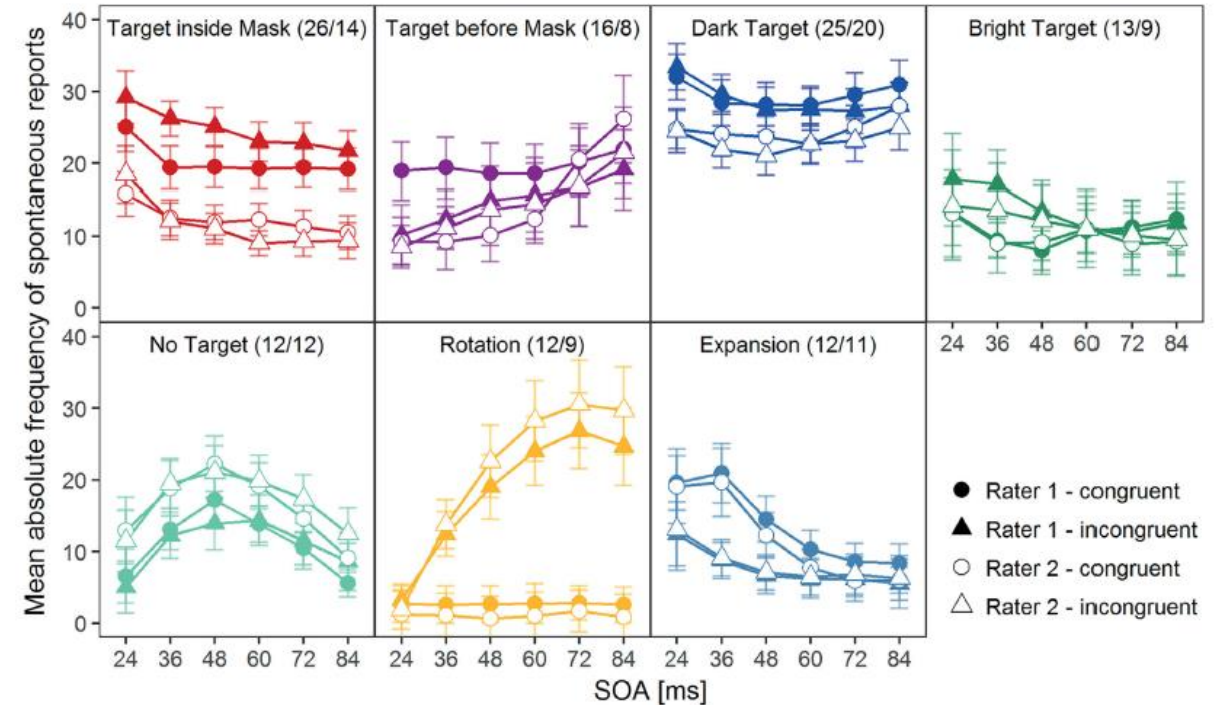 Mean absolute frequency of spontaneous reports
40
30
20
10
0
Target inside Mask (26/14)
Target before Mask (16/8)
Dark Target (25/20)
Bright Target (13/9)
24 36 48 60 72 84
40
30
20
10
0
No Target (12/12)
Rotation (12/9)
Expansion (12/11)
Rater 1 - congruent
Rater 1 - incongruent
Rater 2 - congruent
Rater 2 - incongruent
24 36 48 60 72 84
24 36 48 60 72 84
24 36 48 60 72 84
SOA [ms]